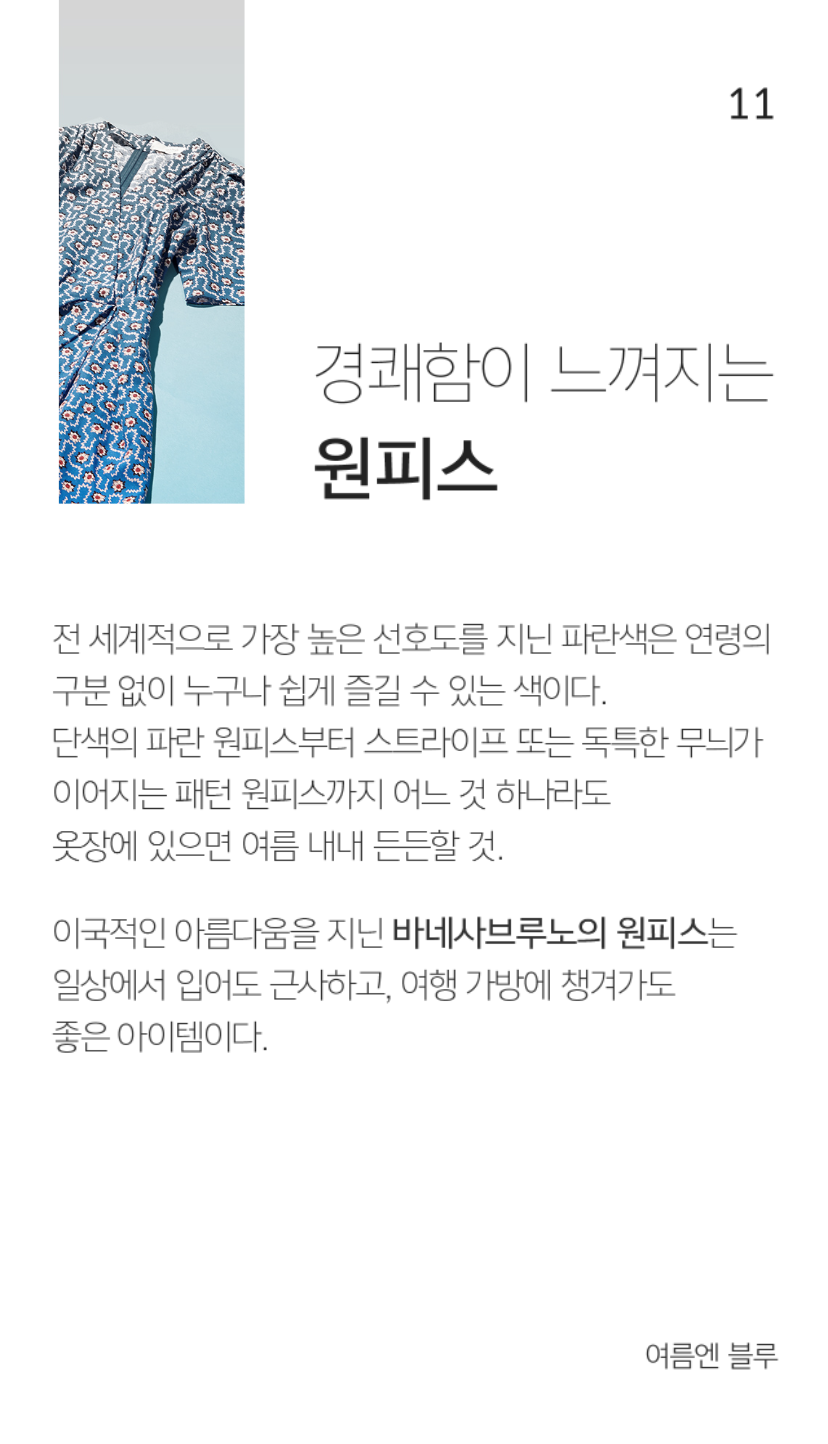 11
경쾌함이 느껴지는
원피스
전 세계적으로 가장 높은 선호도를 지닌 파란색은 연령의
구분 없이 누구나 쉽게 즐길 수 있는 색이다.
단색의 파란 원피스부터 스트라이프 또는 독특한 무늬가
이어지는 패턴 원피스까지 어느 것 하나라도
옷장에 있으면 여름 내내 든든할 것.
이국적인 아름다움을 지닌 바네사브루노의 원피스는
일상에서 입어도 근사하고, 여행 가방에 챙겨가도
좋은 아이템이다.
여름엔 블루